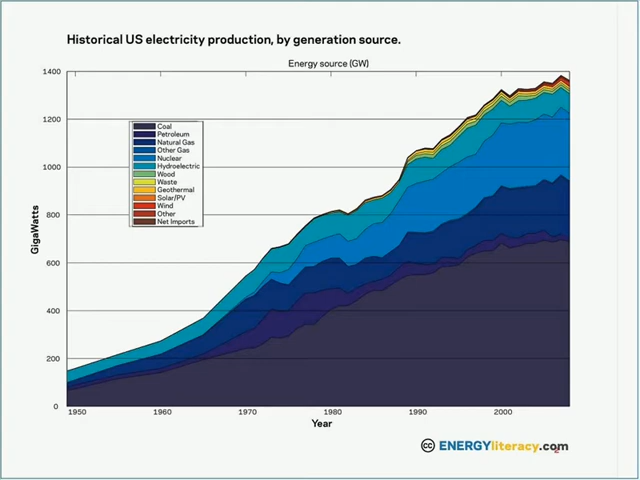 Historical US electricity production, by generation source.
Energy source (GW)
1400
1200
1000
800
600
400
200
0
GigaWatts
Coal
Petroleum
Natural Gas
Other Gas
Nuclear
Hydroelectric
Wood
Waste
Geothermal
Solar/PV
Wind
Other
Net Imports
1950 1960 1970 1980 1990 2000
Year
cc ENERGYliteracy.com
2